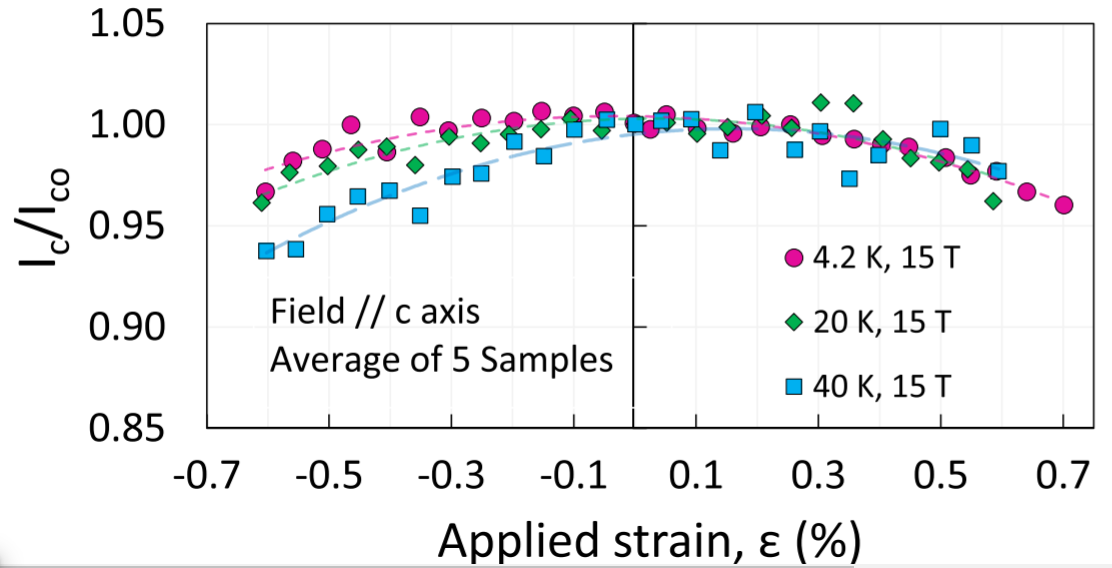 1.05
1.00
0.95
0.90
0.85
Ic/Ico
Field // c axis
Average of 5 Samples
4.2 K, 15 T
20 K, 15 T
40 K, 15 T
-0.7 -0.5 -0.3 -0.1 0.1 0.3 0.5 0.7
Applied strain, ε (%)